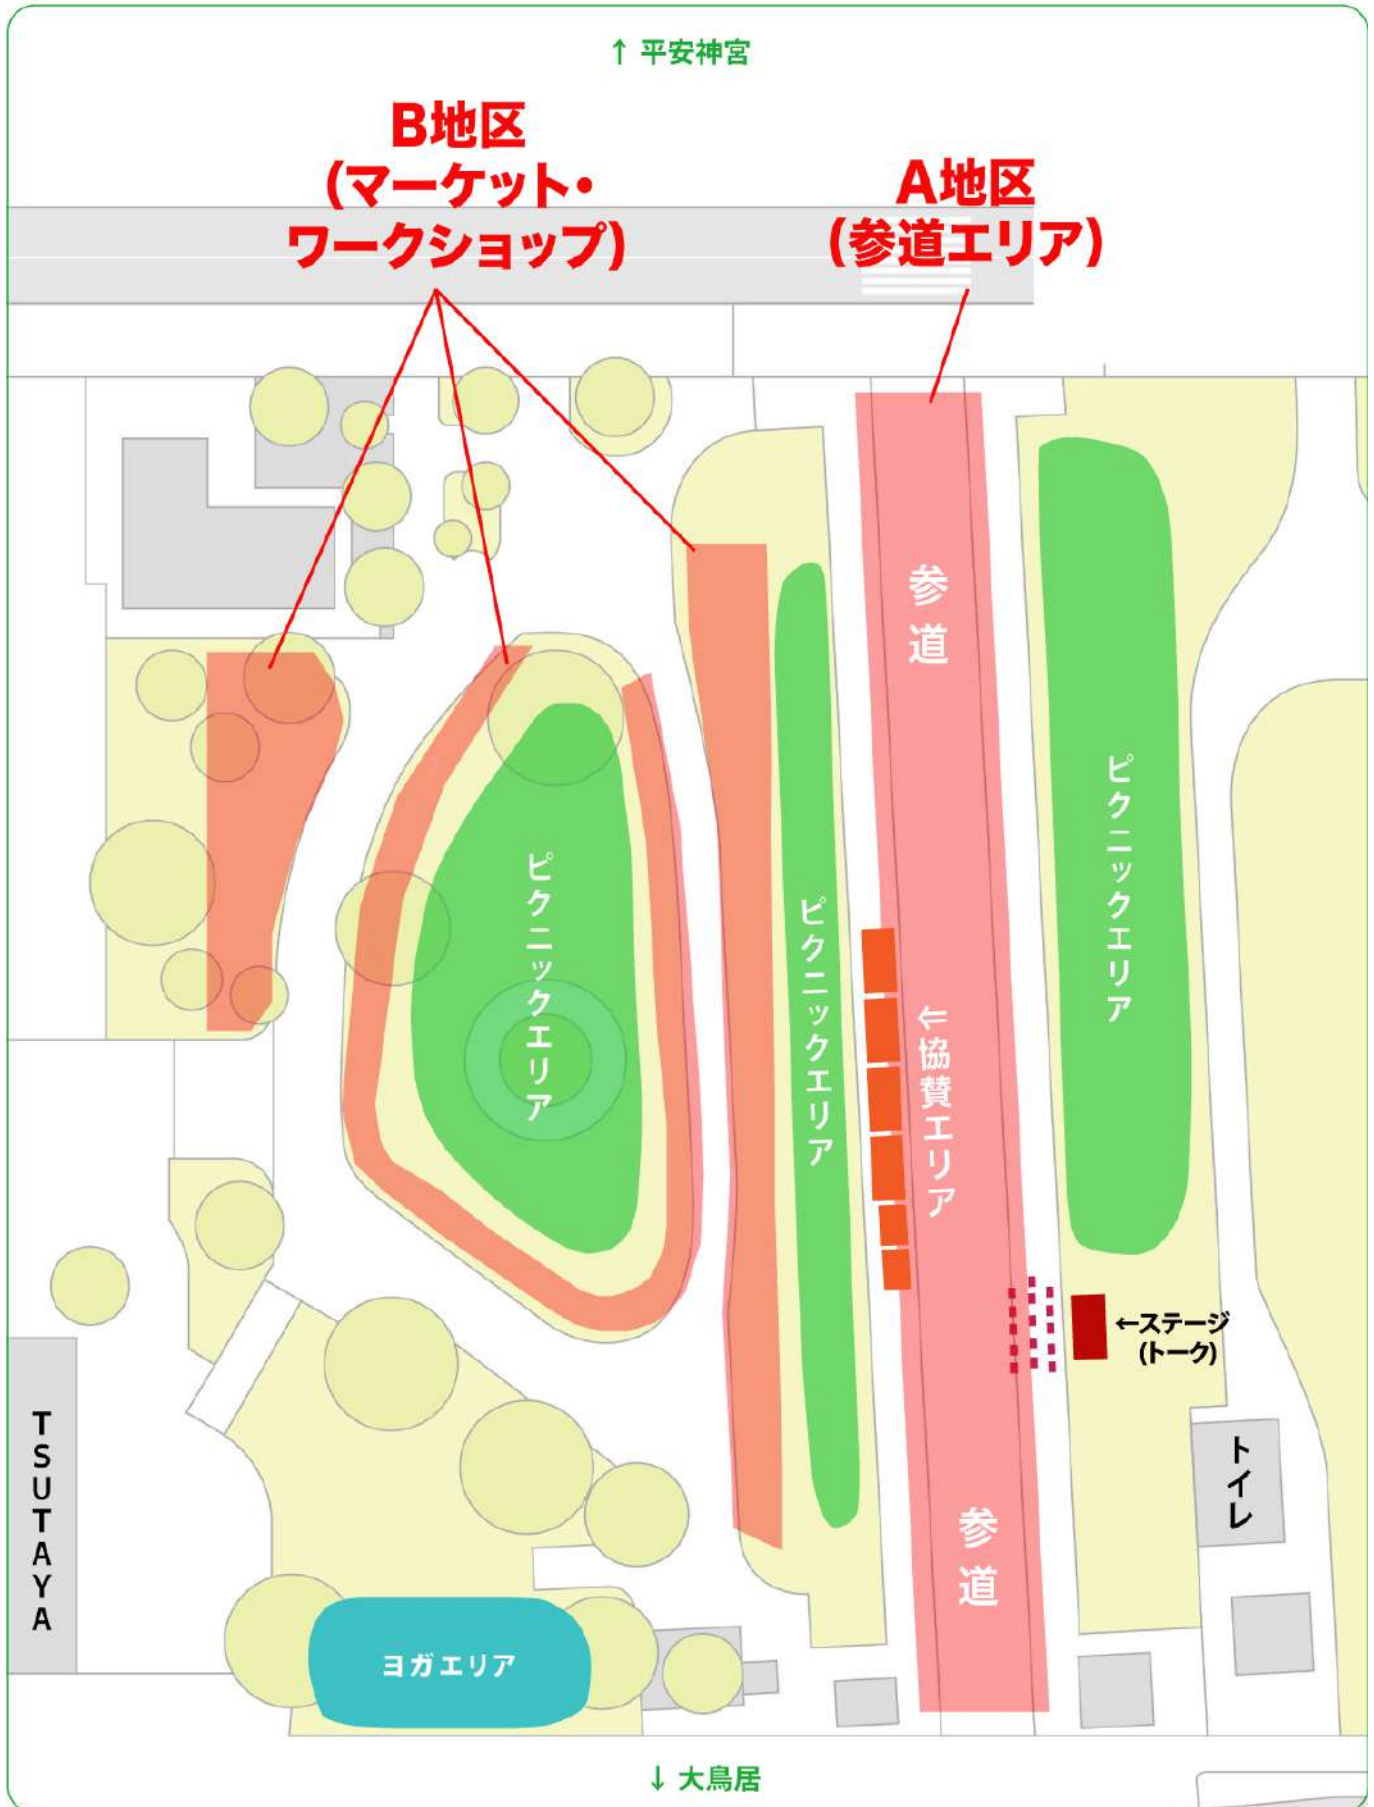 ↑ 平安神宮
B地区
(マーケット・
ワークショップ)
A地区
(参道エリア)
参道
ピクニックエリア
ピクニックエリア
ピクニックエリア
⇐協賛エリア
←ステージ
(トーク)
TSUTAYA
トイレ
参道
ヨガエリア
↓ 大鳥居